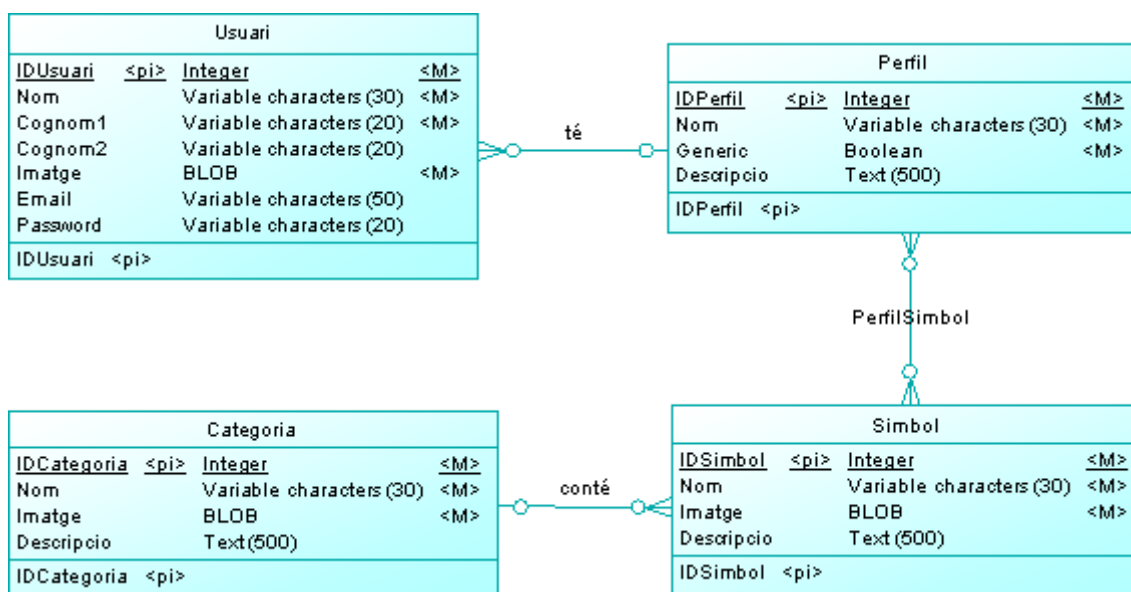 Usuari
IDUsuari <pi> Integer <M>
Nom Variable characters (30) <M>
Cognom1 Variable characters (20) <M>
Cognom2 Variable characters (20)
Imatge BLOB <M>
Email Variable characters (50)
Password Variable characters (20)
IDUsuari <pi>
té
Perfil
IDPerfil <pi> Integer <M>
Nom Variable characters (30) <M>
Generic Boolean <M>
Descripcio Text (500)
IDPerfil <pi>
PerfilSimbol
Categoria
IDCategoria <pi> Integer <M>
Nom Variable characters (30) <M>
Imatge BLOB <M>
Descripcio Text (500)
IDCategoria <pi>
conté
Simbol
IDSimbol <pi> Integer <M>
Nom Variable characters (30) <M>
Imatge BLOB <M>
Descripcio Text (500)
IDSimbol <pi>